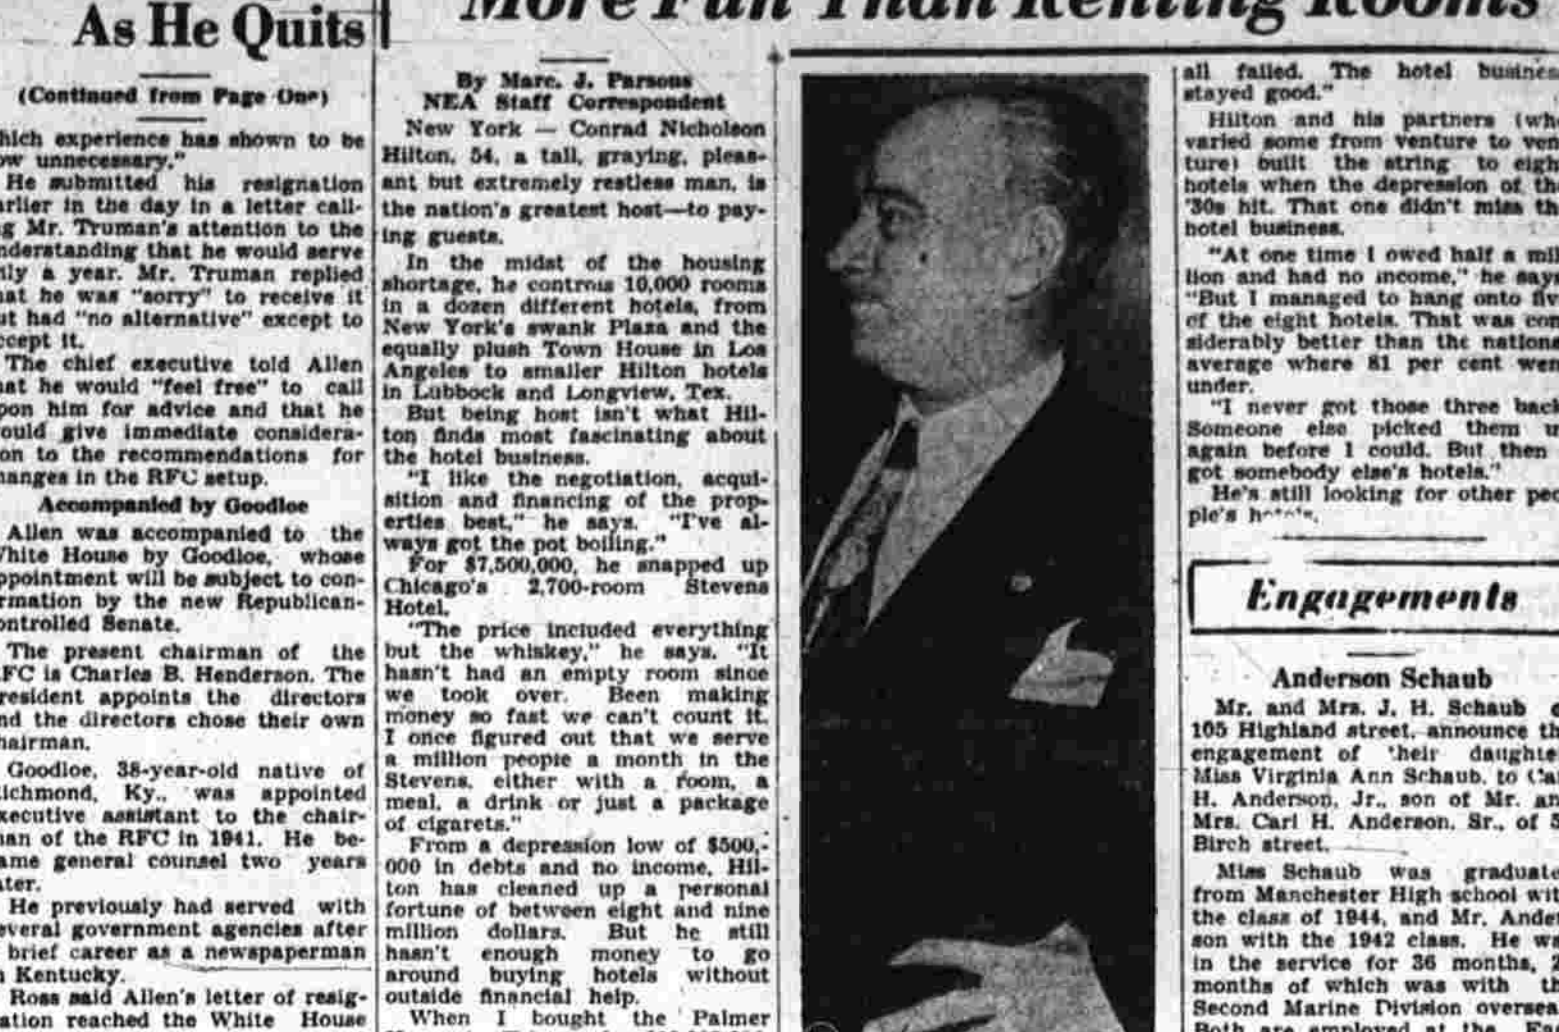 As He Quits
(Continued from Page One)
hich experience has shown to be
ow unnecessary."
He submitted his resignation
arlier in the day in a letter call-
g Mr. Truman's attention to the
nderstanding that he would serve
nly a year. Mr. Truman replied
hat he was "sorry" to receive it
ut had "no alternative" except to
ccept it.
The chief executive told Allen
hat he would "feel free" to call
pon him for advice and that he
ould give immediate considera-
on to the recommendations for
hanges in the RFC setup.
Accompanied by Goodloe
Allen was accompanied to the
hite House by Goodloe, whose
ppointment will be subject to con-
rmation by the new Republican-
ontrolled Senate.
The present chairman of the
FC is Charles B. Henderson. The
resident appoints the directors
nd the directors chose their own
hairman.
Goodloe, 38-year-old native of
ichmond, Ky., was appointed
xecutive assistant to the chair-
an of the RFC in 1941. He be-
ame general counsel two years
ater.
He previously had served with
everal government agencies after
brief career as a newspaperman
Kentucky.
Ross said Allen's letter of resig-
ation reached the White House
More Fun Than Renting Rooms
By Marc. J. Parsons
NEA Staff Correspondent
New York — Conrad Nicholson
Hilton, 54, a tall, graying, pleas-
ant but extremely restless man, is
the nation's greatest host—to pay-
ing guests.
In the midst of the housing
shortage, he controls 10,000 rooms
in a dozen different hotels, from
New York's swank Plaza and the
equally plush Town House in Los
Angeles to smaller Hilton hotels
in Lubbock and Longview, Tex.
But being host isn't what Hil-
ton finds most fascinating about
the hotel business.
"I like the negotiation, acqui-
sition and financing of the prop-
erties best," he says. "I've al-
ways got the pot boiling."
For $7,500,000, he snapped up
Chicago's 2,700-room Stevens
Hotel.
"The price included everything
but the whiskey," he says. "It
hasn't had an empty room since
we took over. Been making
money so fast we can't count it.
I once figured out that we serve
a million people a month in the
Stevens, either with a room, a
meal, a drink or just a package
of cigarets."
From a depression low of $500,-
000 in debts and no income, Hil-
ton has cleaned up a personal
fortune of between eight and nine
million dollars. But he still
hasn't enough money to go
around buying hotels without
outside financial help.
When I bought the Palmer
all failed. The hotel busines
stayed good."
Hilton and his partners (who
varied some from venture to ven
ture) built the string to eigh
hotels when the depression of th
'30s hit. That one didn't miss th
hotel business.
"At one time I owed half a mil
lion and had no income," he says
"But I managed to hang onto fiv
of the eight hotels. That was con
siderably better than the nationa
average where 81 per cent wen
under.
"I never got those three back
Someone else picked them u
again before I could. But then
got somebody else's hotels."
He's still looking for other peo
ple's hotels.
Engagements
Anderson Schaub
Mr. and Mrs. J. H. Schaub o
105 Highland street, announce th
engagement of their daughte
Miss Virginia Ann Schaub, to Ca
H. Anderson, Jr., son of Mr. an
Mrs. Carl H. Anderson, Sr., of 5
Birch street.
Miss Schaub was graduate
from Manchester High school wit
the class of 1944, and Mr. Ander
son with the 1942 class. He wa
in the service for 36 months, 2
months of which was with th
Second Marine Division oversea
Both are employed